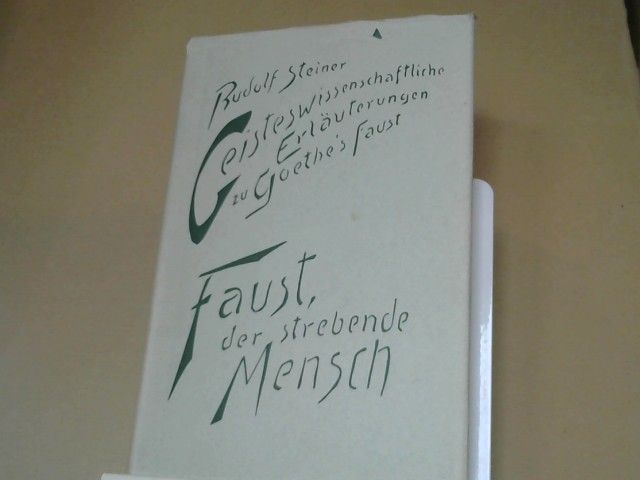 Rudolf Steiner
Geisteswissenschaftliche
Erläuterungen
zu Goethe's Faust
Faust,
der strebende
Mensch